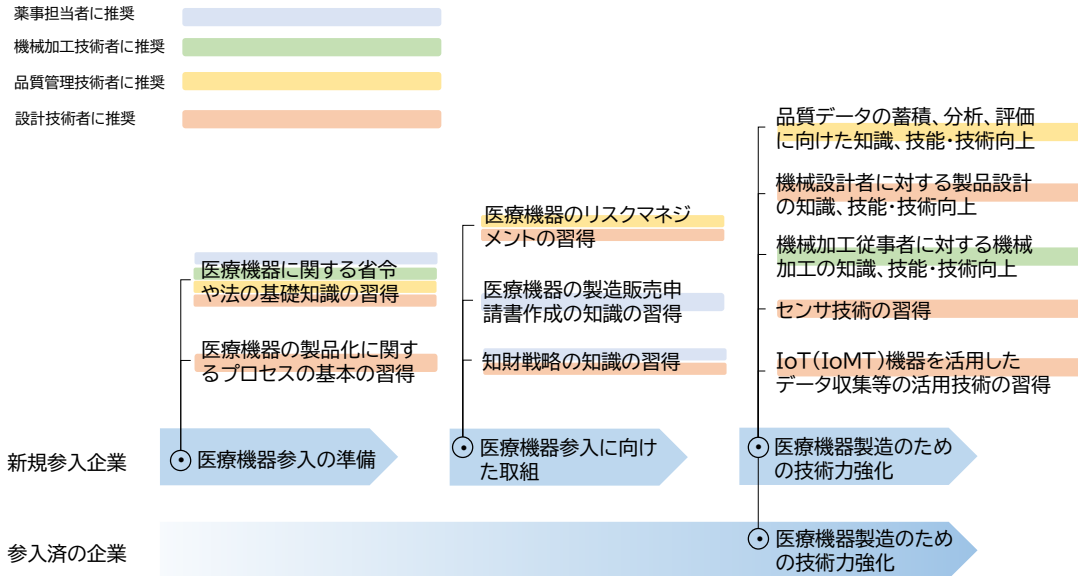 薬事担当者に推奨
機械加工技術者に推奨
品質管理技術者に推奨
設計技術者に推奨
医療機器に関する省令
や法の基礎知識の習得
医療機器の製品化に関す
るプロセスの基本の習得
医療機器のリスクマネジ
メントの習得
医療機器の製造販売申
請書作成の知識の習得
知財戦略の知識の習得
品質データの蓄積、分析、評価
に向けた知識、技能・技術向上
機械設計者に対する製品設計
の知識、技能・技術向上
機械加工従事者に対する機械
加工の知識、技能・技術向上
センサ技術の習得
IoT(IoMT)機器を活用した
データ収集等の活用技術の習得
新規参入企業
医療機器参入の準備
医療機器参入に向け
た取組
医療機器製造のため
の技術力強化
参入済の企業
医療機器製造のため
の技術力強化